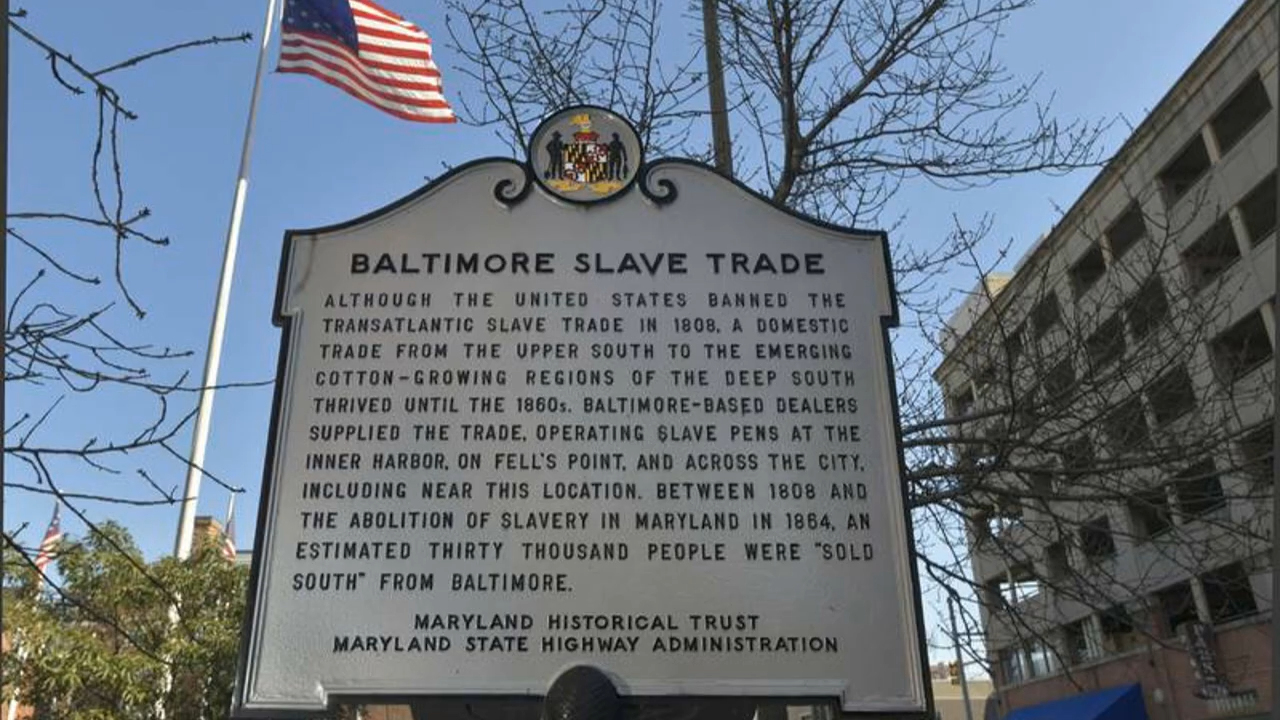 BALTIMORE SLAVE TRADE
ALTHOUGH THE UNITED STATES BANNED THE
TRANSATLANTIC SLAVE TRADE IN 1808, A DOMESTIC
TRADE FROM THE UPPER SOUTH TO THE EMERGING
COTTON-GROWING REGIONS OF THE DEEP SOUTH
THRIVED UNTIL THE 1860s. BALTIMORE-BASED DEALERS
SUPPLIED THE TRADE, OPERATING SLAVE PENS AT THE
INNER HARBOR, ON FELL'S POINT, AND ACROSS THE CITY,
INCLUDING NEAR THIS LOCATION. BETWEEN 1808 AND
THE ABOLITION OF SLAVERY IN MARYLAND IN 1864, AN
ESTIMATED THIRTY THOUSAND PEOPLE WERE "SOLD
SOUTH" FROM BALTIMORE.
MARYLAND HISTORICAL TRUST
MARYLAND STATE HIGHWAY ADMINISTRATION